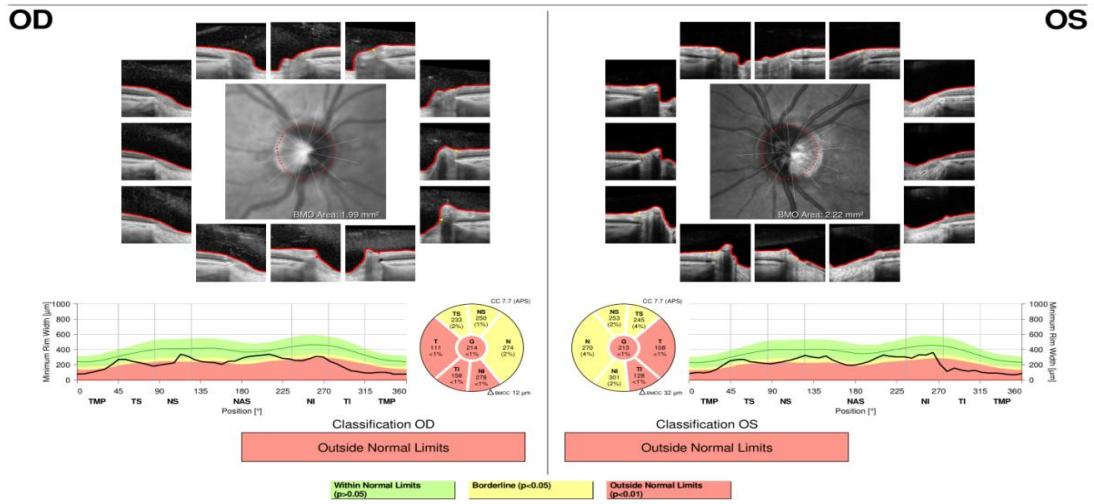 OD
OS
BMO Area: 1.99 mm²
BMO Area: 2.22 mm²
Minimum Rim Width [µm]
1000
800
600
400
200
0
0 45 90 135 180 225 270 315 360
TMP TS NS NAS NI TI TMP
Position [°]
CC 7.7 (APS)
TS
233
(2%)
NS
250
(1%)
T
111
<1%
G
214
<1%
N
274
(2%)
TI
NI
<1%
<1%
△BMOC 12 µm
CC 7.7 (APS)
NS
253
(2%)
TS
245
(4%)
N
270
(4%)
G
213
<1%
T
<1%
NI
301
(2%)
TI
128
<1%
△BMOC 32 µm
1000
800
600
400
200
0
Minimum Rim Width [µm]
0 45 90 135 180 225 270 315 360
TMP TS NS NAS NI TI TMP
Position [°]
Classification OD
Outside Normal Limits
Classification OS
Outside Normal Limits
Within Normal Limits
(p>0.05)
Borderline (p<0.05)
Outside Normal Limits
(p<0.01)